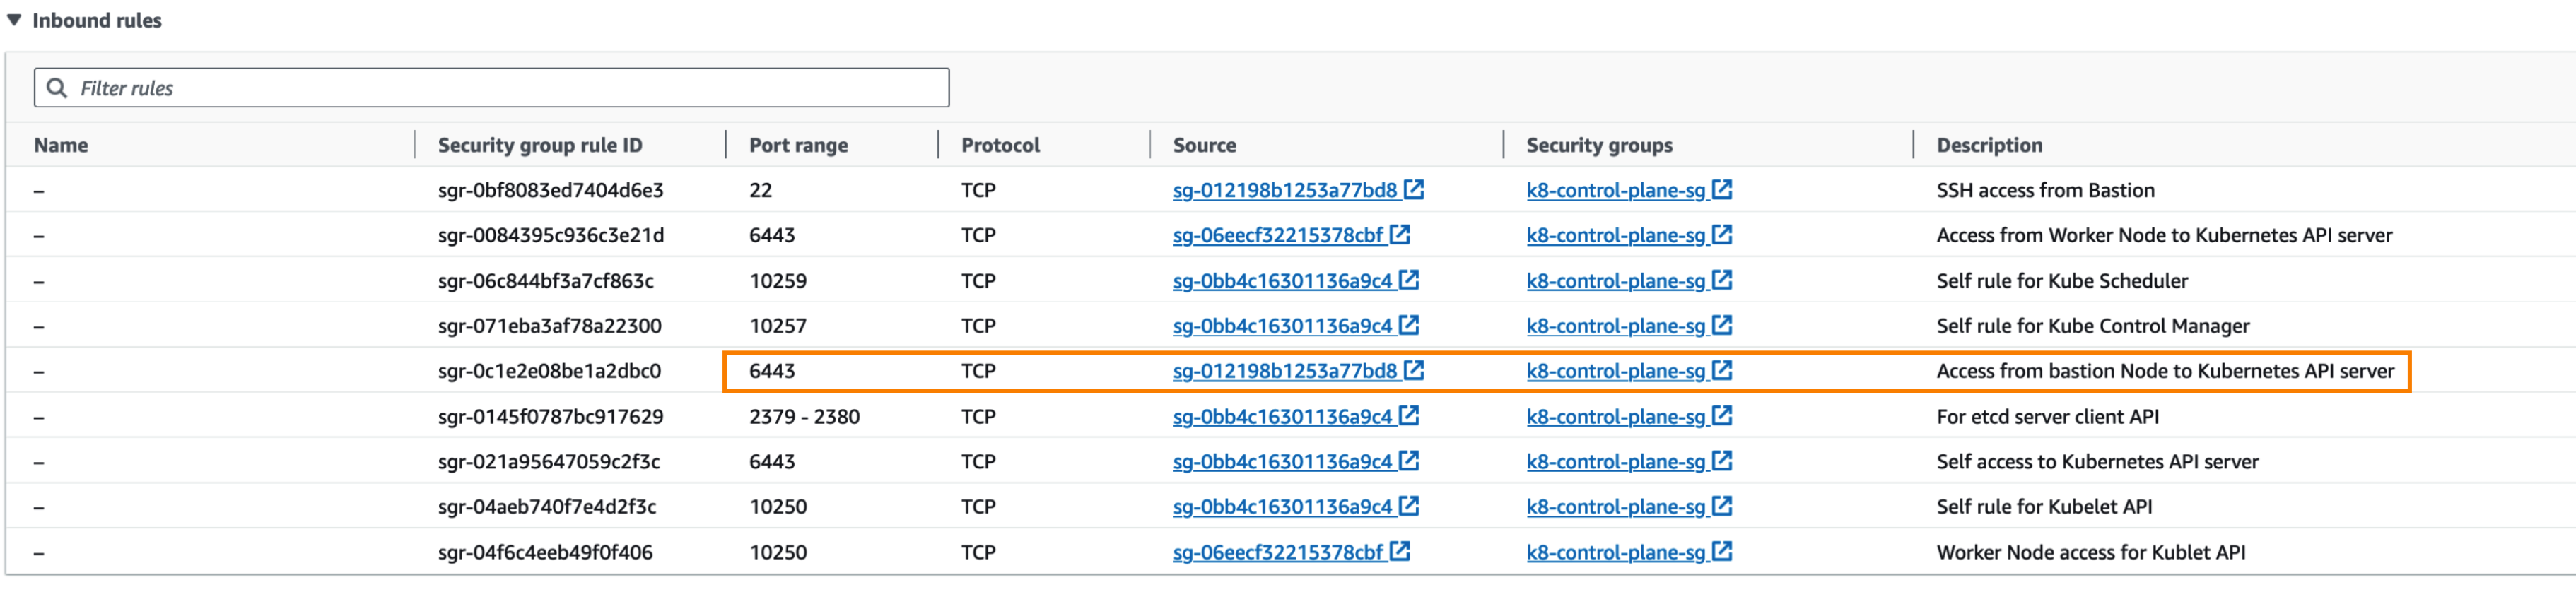 Inbound rules
Filter rules
Name Security group rule ID Port range Protocol Source Security groups Description
– sgr-0bf8083ed7404d6e3 22 TCP sg-012198b1253a77bd8 k8-control-plane-sg SSH access from Bastion
– sgr-0084395c936c3e21d 6443 TCP sg-06eecf32215378cbf k8-control-plane-sg Access from Worker Node to Kubernetes API server
– sgr-06c844bf3a7cf863c 10259 TCP sg-0bb4c16301136a9c4 k8-control-plane-sg Self rule for Kube Scheduler
– sgr-071eba3af78a22300 10257 TCP sg-0bb4c16301136a9c4 k8-control-plane-sg Self rule for Kube Control Manager
– sgr-0c1e2e08be1a2dbc0 6443 TCP sg-012198b1253a77bd8 k8-control-plane-sg Access from bastion Node to Kubernetes API server
– sgr-0145f0787bc917629 2379 - 2380 TCP sg-0bb4c16301136a9c4 k8-control-plane-sg For etcd server client API
– sgr-021a95647059c2f3c 6443 TCP sg-0bb4c16301136a9c4 k8-control-plane-sg Self access to Kubernetes API server
– sgr-04aeb740f7e4d2f3c 10250 TCP sg-0bb4c16301136a9c4 k8-control-plane-sg Self rule for Kubelet API
– sgr-04f6c4eeb49f0f406 10250 TCP sg-06eecf32215378cbf k8-control-plane-sg Worker Node access for Kublet API